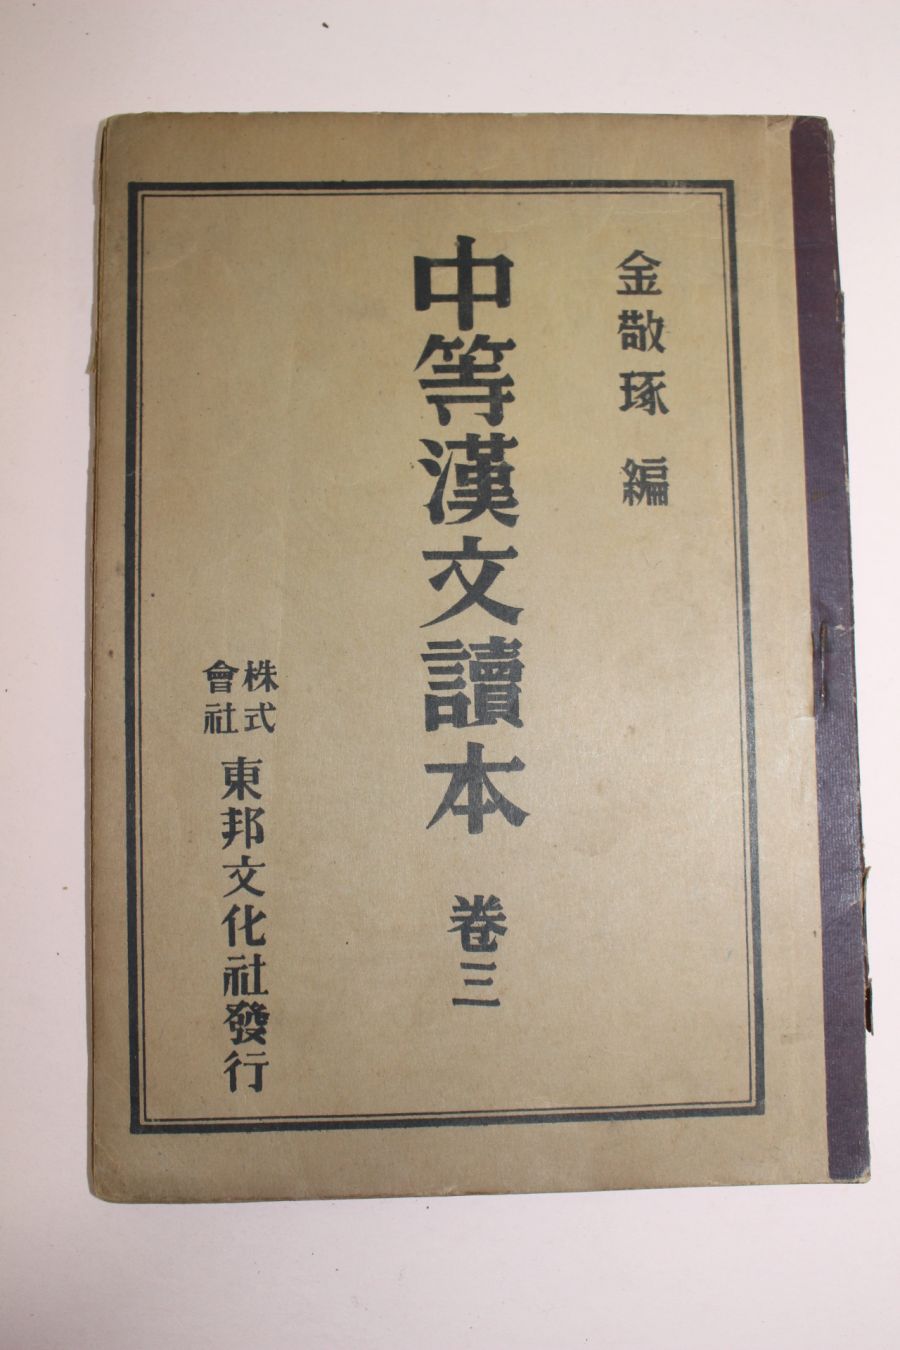 金敬琢 編
中等漢文讀本 卷三
株式
會社
東邦文化社發行